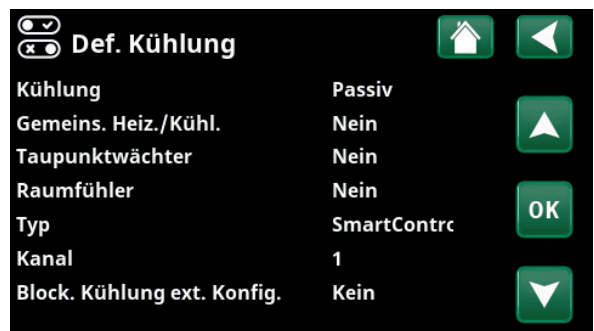 Def. Kühlung
Kühlung Passiv
Gemeins. Heiz./Kühl. Nein
Taupunktwächter Nein
Raumfühler Nein
Typ SmartContrc
Kanal 1
Block. Kühlung ext. Konfig. Kein
OK